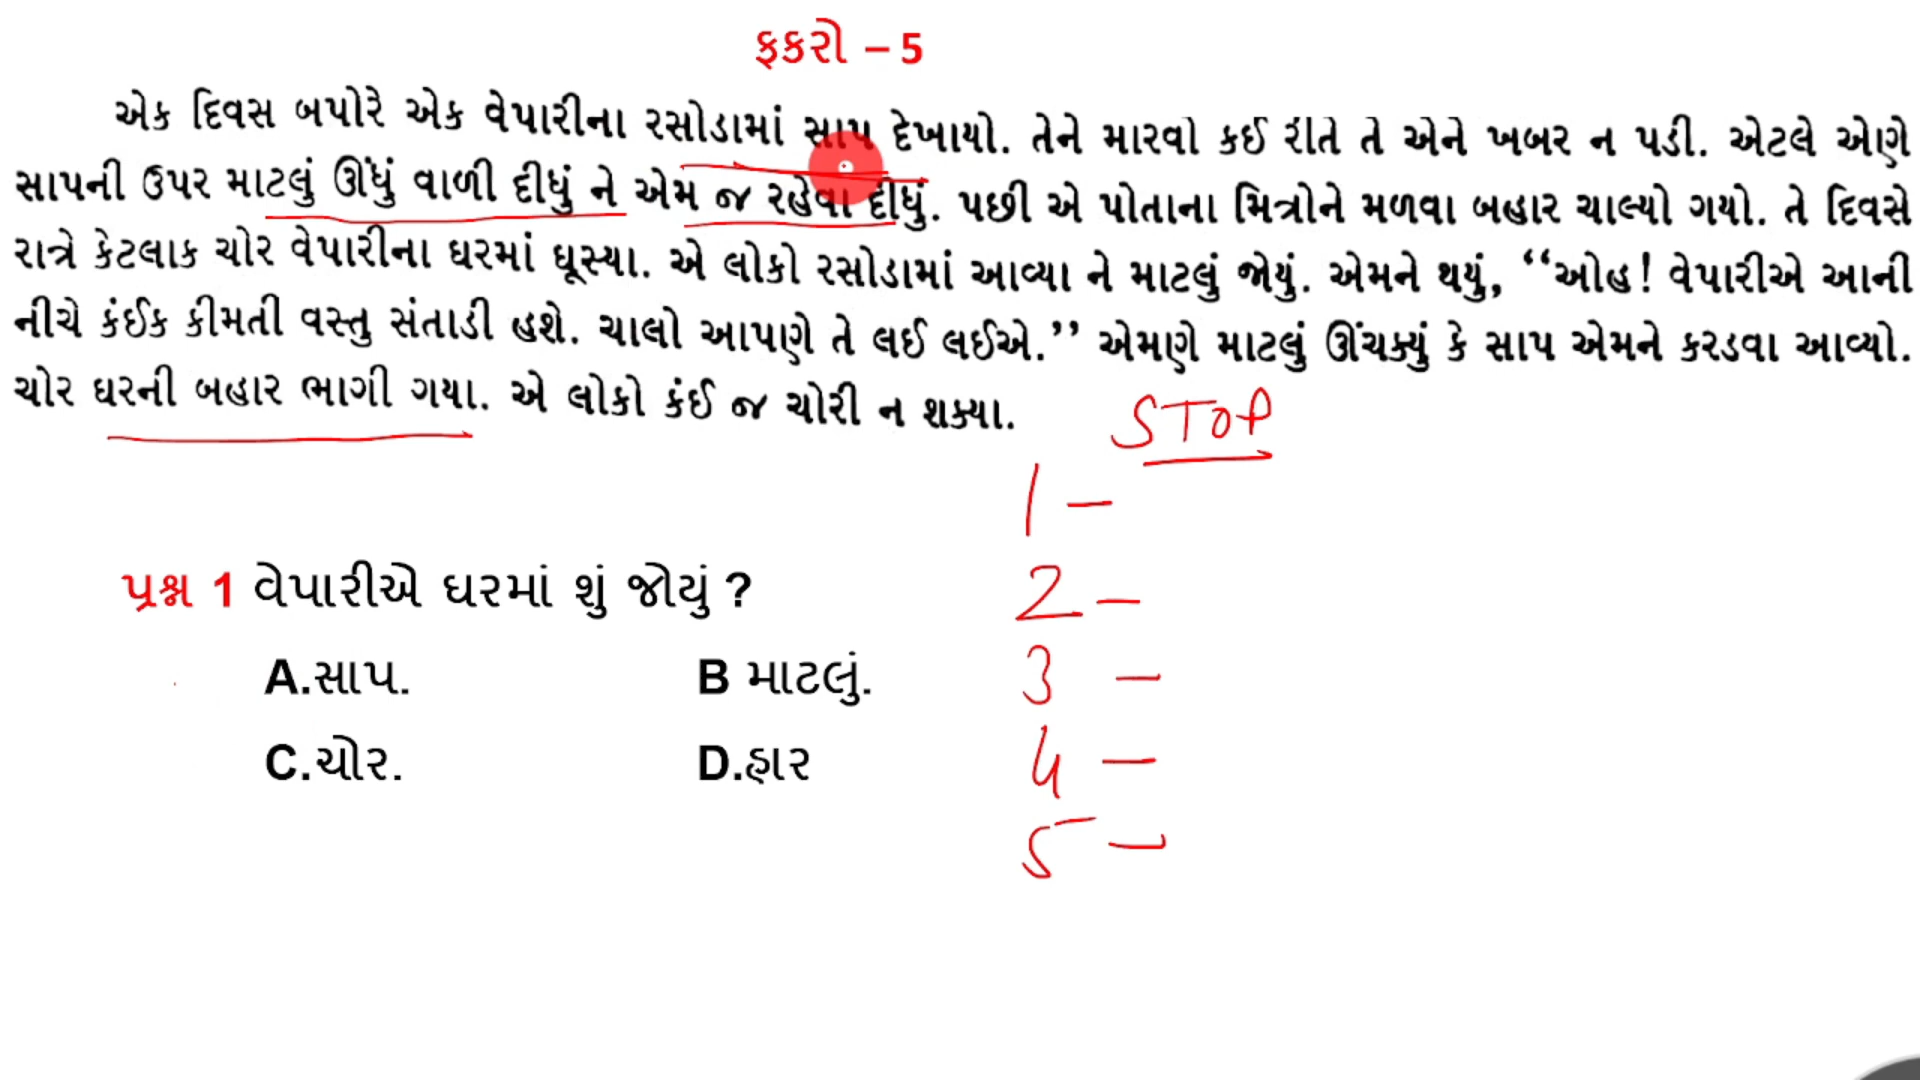 ફકરો – 5
એક દિવસ બપોરે એક વેપારીના રસોડામાં સાપ દેખાયો. તેને મારવો કઈ રીતે તે એને ખબર ન પડી. એટલે એણે
સાપની ઉપર માટલું ઊંધું વાળી દીધું ને એમ જ રહેવા દીધું. પછી એ પોતાના મિત્રોને મળવા બહાર ચાલ્યો ગયો. તે દિવસે
રાત્રે કેટલાક ચોર વેપારીના ઘરમાં ઘૂસ્યા. એ લોકો રસોડામાં આવ્યા ને માટલું જોયું. એમને થયું, “ઓહ! વેપારીએ આની
નીચે કંઈક કીમતી વસ્તુ સંતાડી હશે. ચાલો આપણે તે લઈ લઈએ.” એમણે માટલું ઊંચક્યું કે સાપ એમને કરડવા આવ્યો.
ચોર ઘરની બહાર ભાગી ગયા. એ લોકો કંઈ જ ચોરી ન શક્યા.
STOP
1 –
પ્રશ્ન 1 વેપારીએ ઘરમાં શું જોયું ?
2 –
A.સાપ. B માટલું.
3 –
C.ચોર. D.હાર
4 –
5 –